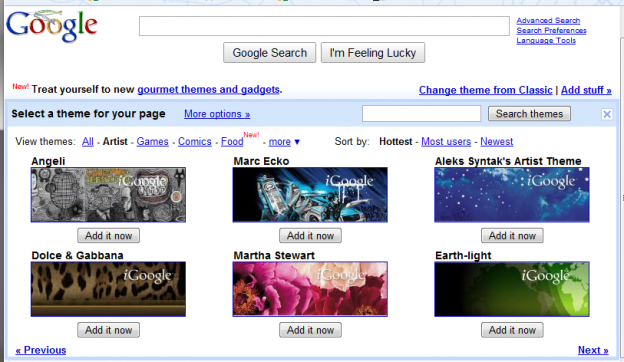 Google
Advanced Search
Search Preferences
Language Tools
Google Search I'm Feeling Lucky
New! Treat yourself to new gourmet themes and gadgets. Change theme from Classic | Add stuff »
Select a theme for your page More options » Search themes
View themes: All - Artist - Games - Comics - Food New! - more ▼ Sort by: Hottest - Most users - Newest
Angeli Marc Ecko Aleks Syntak's Artist Theme
iGoogle iGoogle iGoogle
Add it now Add it now Add it now
Dolce & Gabbana Martha Stewart Earth-light
iGoogle iGoogle iGoogle
Add it now Add it now Add it now
« Previous Next »